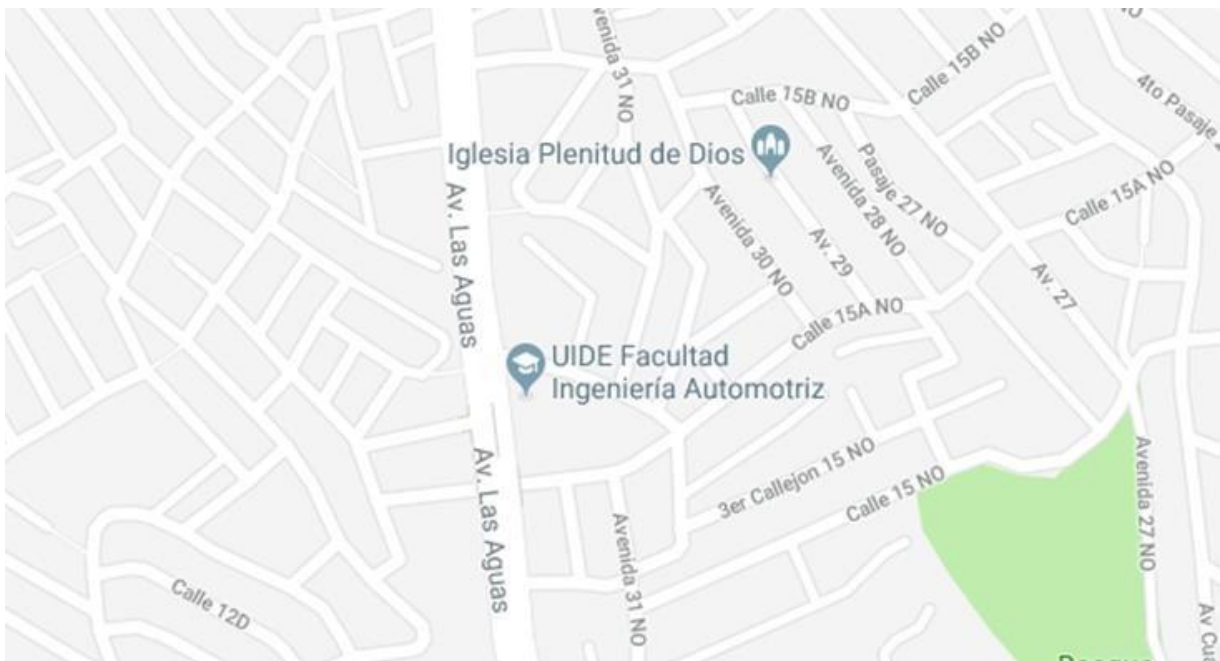 Avenida 31 NO
Calle 15B NO
Calle 15B NO
4to Pasaje
Iglesia Plenitud de Dios
Avenida 28 NO
Pasaje 27 NO
Calle 15A NO
Av. Las Aguas
Avenida 30 NO
Av. 29
Av. 27
Calle 15A NO
UIDE Facultad
Ingeniería Automotriz
Av. Las Aguas
3er Callejon 15 NO
Calle 15 NO
Avenida 27 NO
Avenida 31 NO
Calle 12D
Av